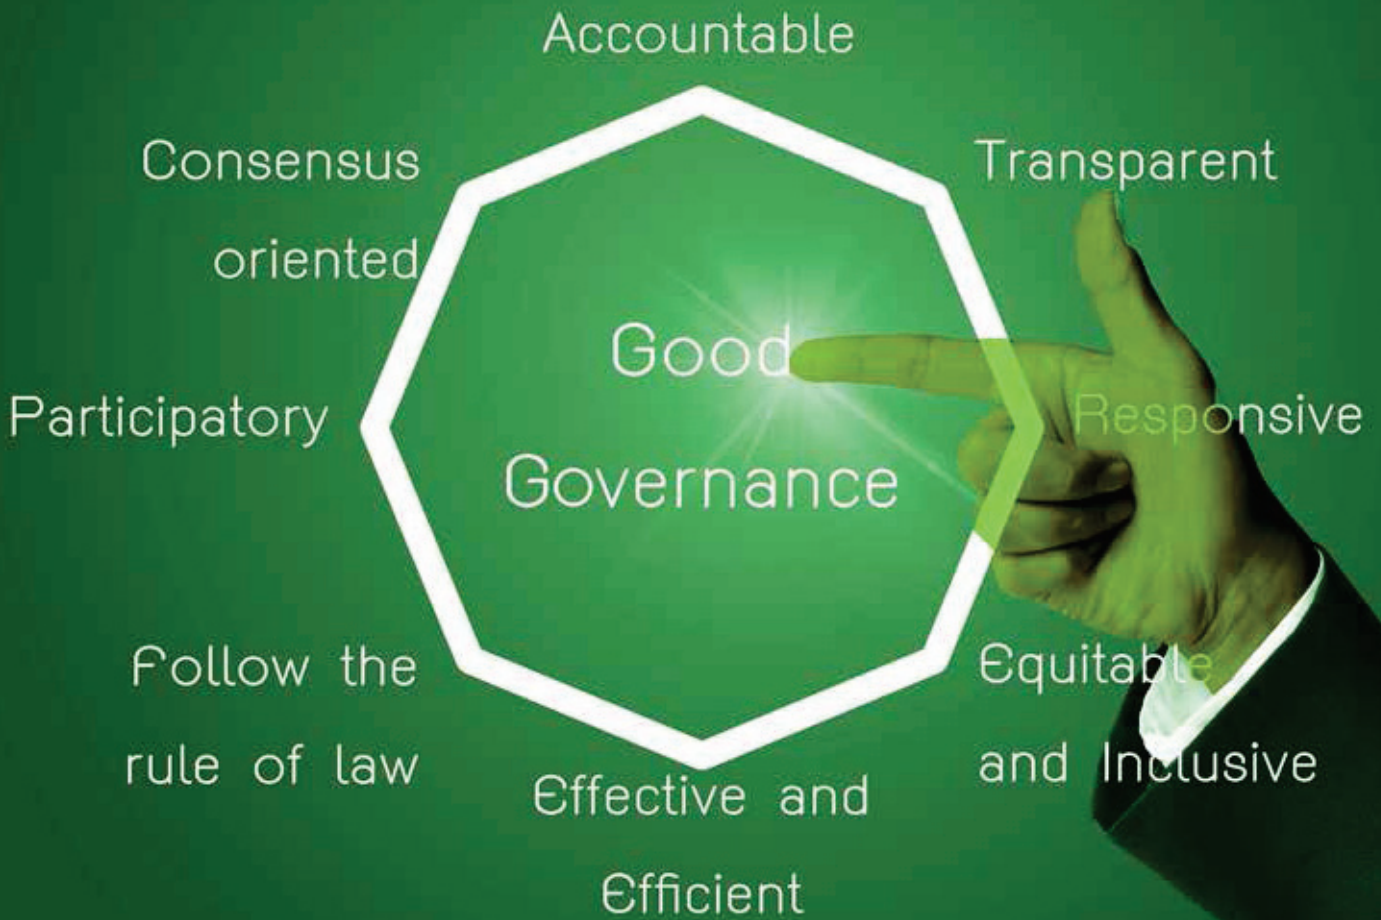 Accountable
Consensus
oriented
Transparent
Good
Governance
Participatory
Responsive
Follow the
rule of law
Equitable
and Inclusive
Effective and
Efficient